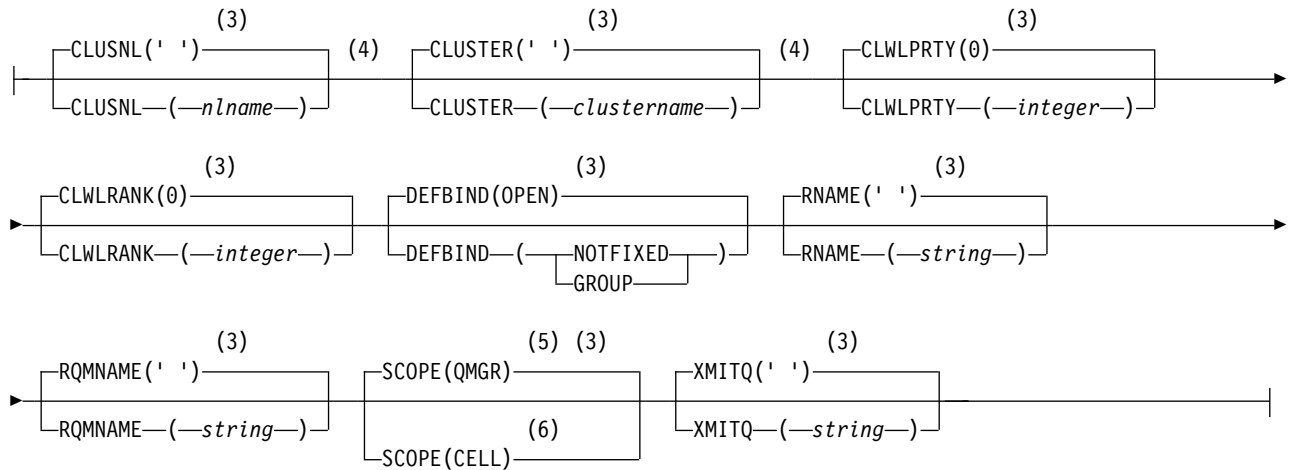 (3) (3) (3)
CLUSNL(' ') (4) CLUSTER(' ') (4) CLWLPRTY(0)
CLUSNL ( nlname ) CLUSTER ( clustername ) CLWLPRTY ( integer )
(3) (3) (3)
CLWLRANK(0) DEFBIND(OPEN) RNAME(' ')
CLWLRANK ( integer ) DEFBIND ( NOTFIXED ) RNAME ( string )
GROUP
(3) (5) (3) (3)
RQMNAME(' ') SCOPE(QMGR) XMITQ(' ')
RQMNAME ( string ) (6) XMITQ ( string )
SCOPE(CELL)